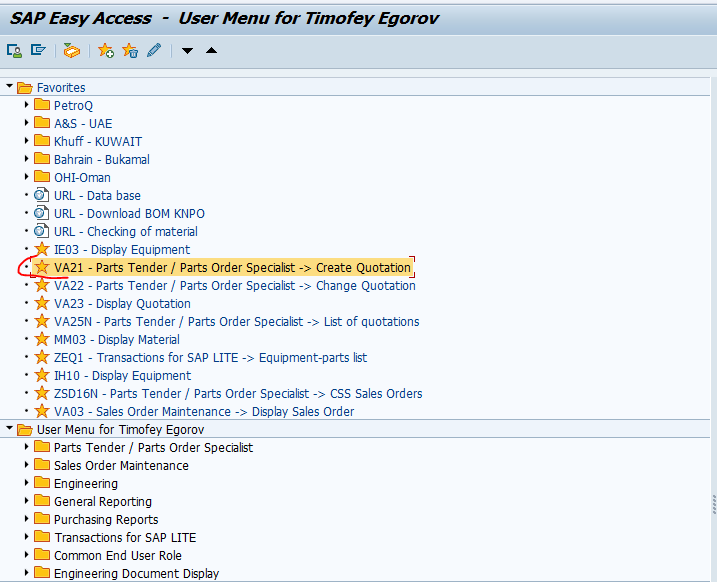 SAP Easy Access - User Menu for Timofey Egorov
Favorites
PetroQ
A&S - UAE
Khuff - KUWAIT
Bahrain - Bukamal
OHI-Oman
URL - Data base
URL - Download BOM KNPO
URL - Checking of material
IE03 - Display Equipment
VA21 - Parts Tender / Parts Order Specialist -> Create Quotation
VA22 - Parts Tender / Parts Order Specialist -> Change Quotation
VA23 - Display Quotation
VA25N - Parts Tender / Parts Order Specialist -> List of quotations
MM03 - Display Material
ZEQ1 - Transactions for SAP LITE -> Equipment-parts list
IH10 - Display Equipment
ZSD16N - Parts Tender / Parts Order Specialist -> CSS Sales Orders
VA03 - Sales Order Maintenance -> Display Sales Order
User Menu for Timofey Egorov
Parts Tender / Parts Order Specialist
Sales Order Maintenance
Engineering
General Reporting
Purchasing Reports
Transactions for SAP LITE
Common End User Role
Engineering Document Display